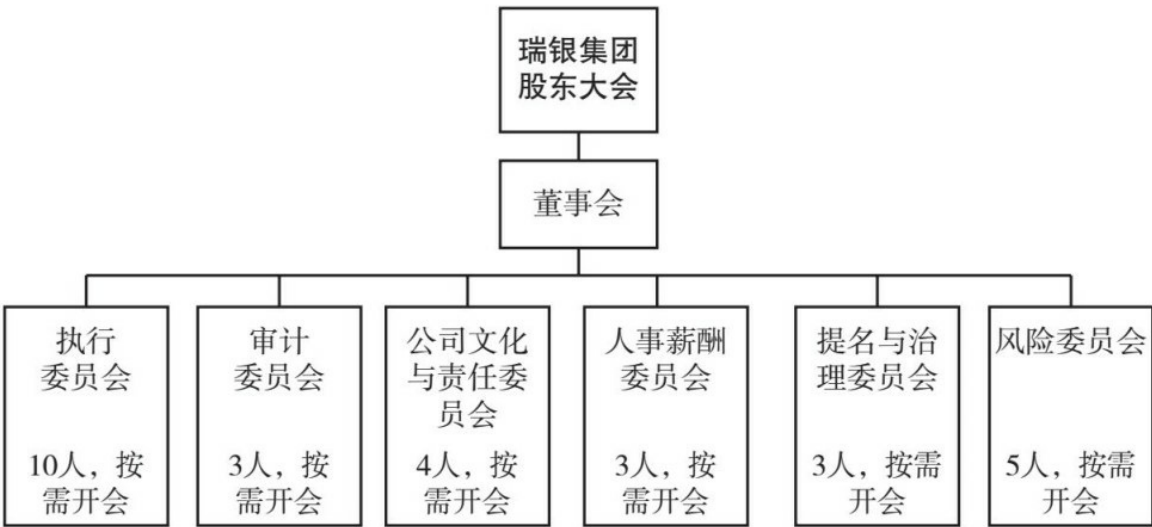 瑞银集团
股东大会
董事会
执行
委员会
10人，按
需开会
审计
委员会
3人，按
需开会
公司文化
与责任委
员会
4人，按
需开会
人事薪酬
委员会
3人，按
需开会
提名与治
理委员会
3人，按需
开会
风险委员会
5人，按需
开会